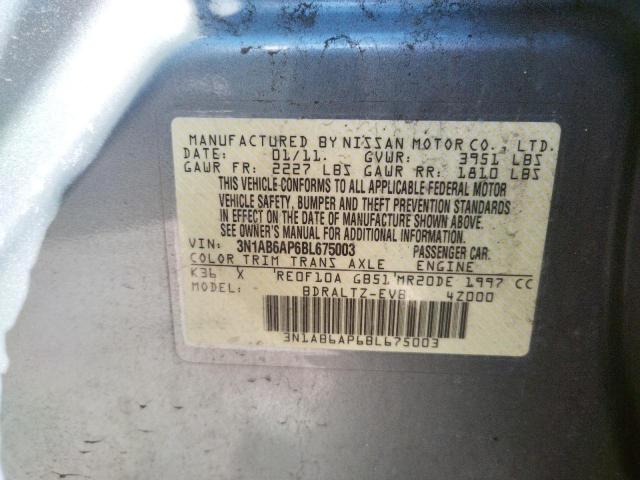 MANUFACTURED BY NISSAN MOTOR CO., LTD.
DATE: 01/11. GVWR: 3951 LBS
GAWR FR: 2227 LBS GAWR RR: 1810 LBS
THIS VEHICLE CONFORMS TO ALL APPLICABLE FEDERAL MOTOR
VEHICLE SAFETY, BUMPER AND THEFT PREVENTION STANDARDS
IN EFFECT ON THE DATE OF MANUFACTURE SHOWN ABOVE.
SEE OWNER'S MANUAL FOR ADDITIONAL INFORMATION.
VIN: 3N1AB6AP6BL675003 PASSENGER CAR.
COLOR TRIM TRANS AXLE ENGINE
K36 X 'RE0F10A GB51'MR20DE 1997 CC
MODEL: BDRALTZ-EVB 4Z000
3N1AB6AP6BL675003